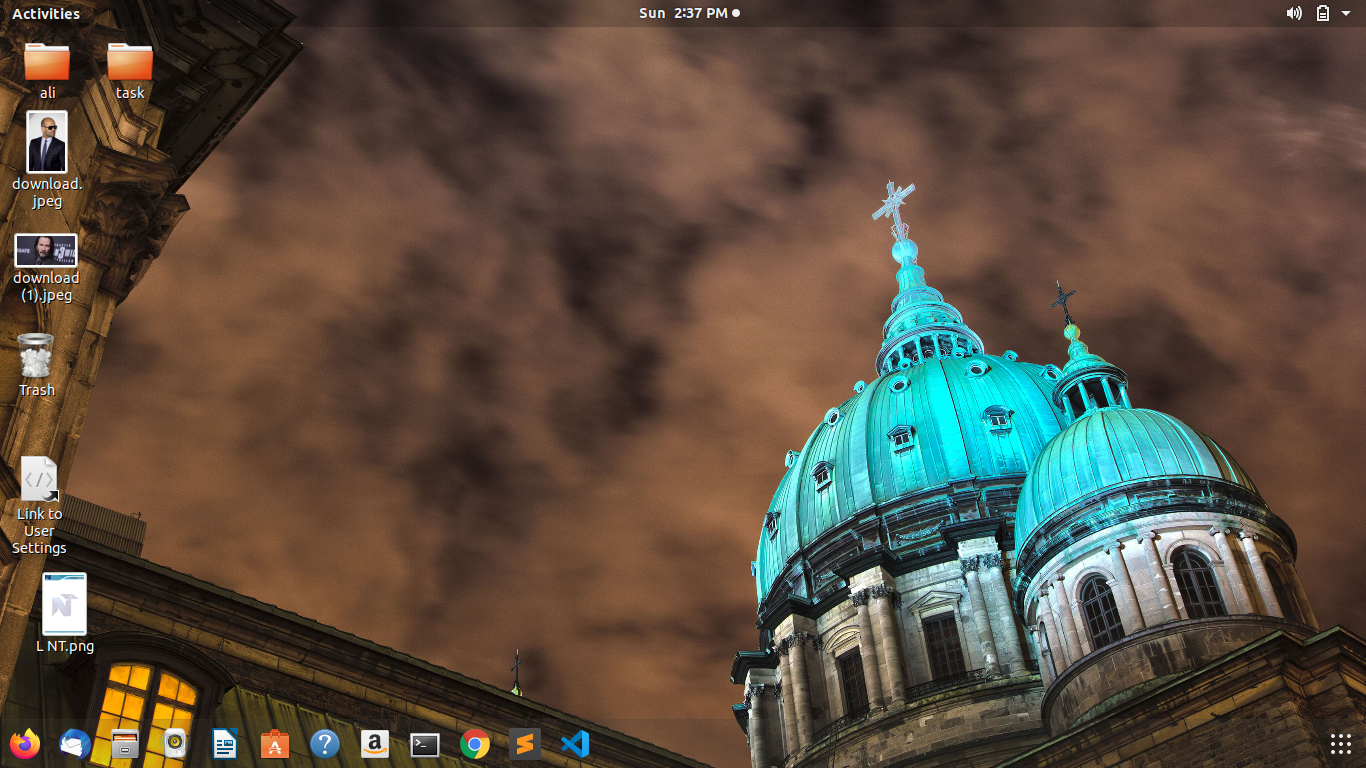 Activities
Sun 2:37 PM
ali
task
download.
jpeg
download
(1).jpeg
Trash
Link to
User
Settings
L NT.png